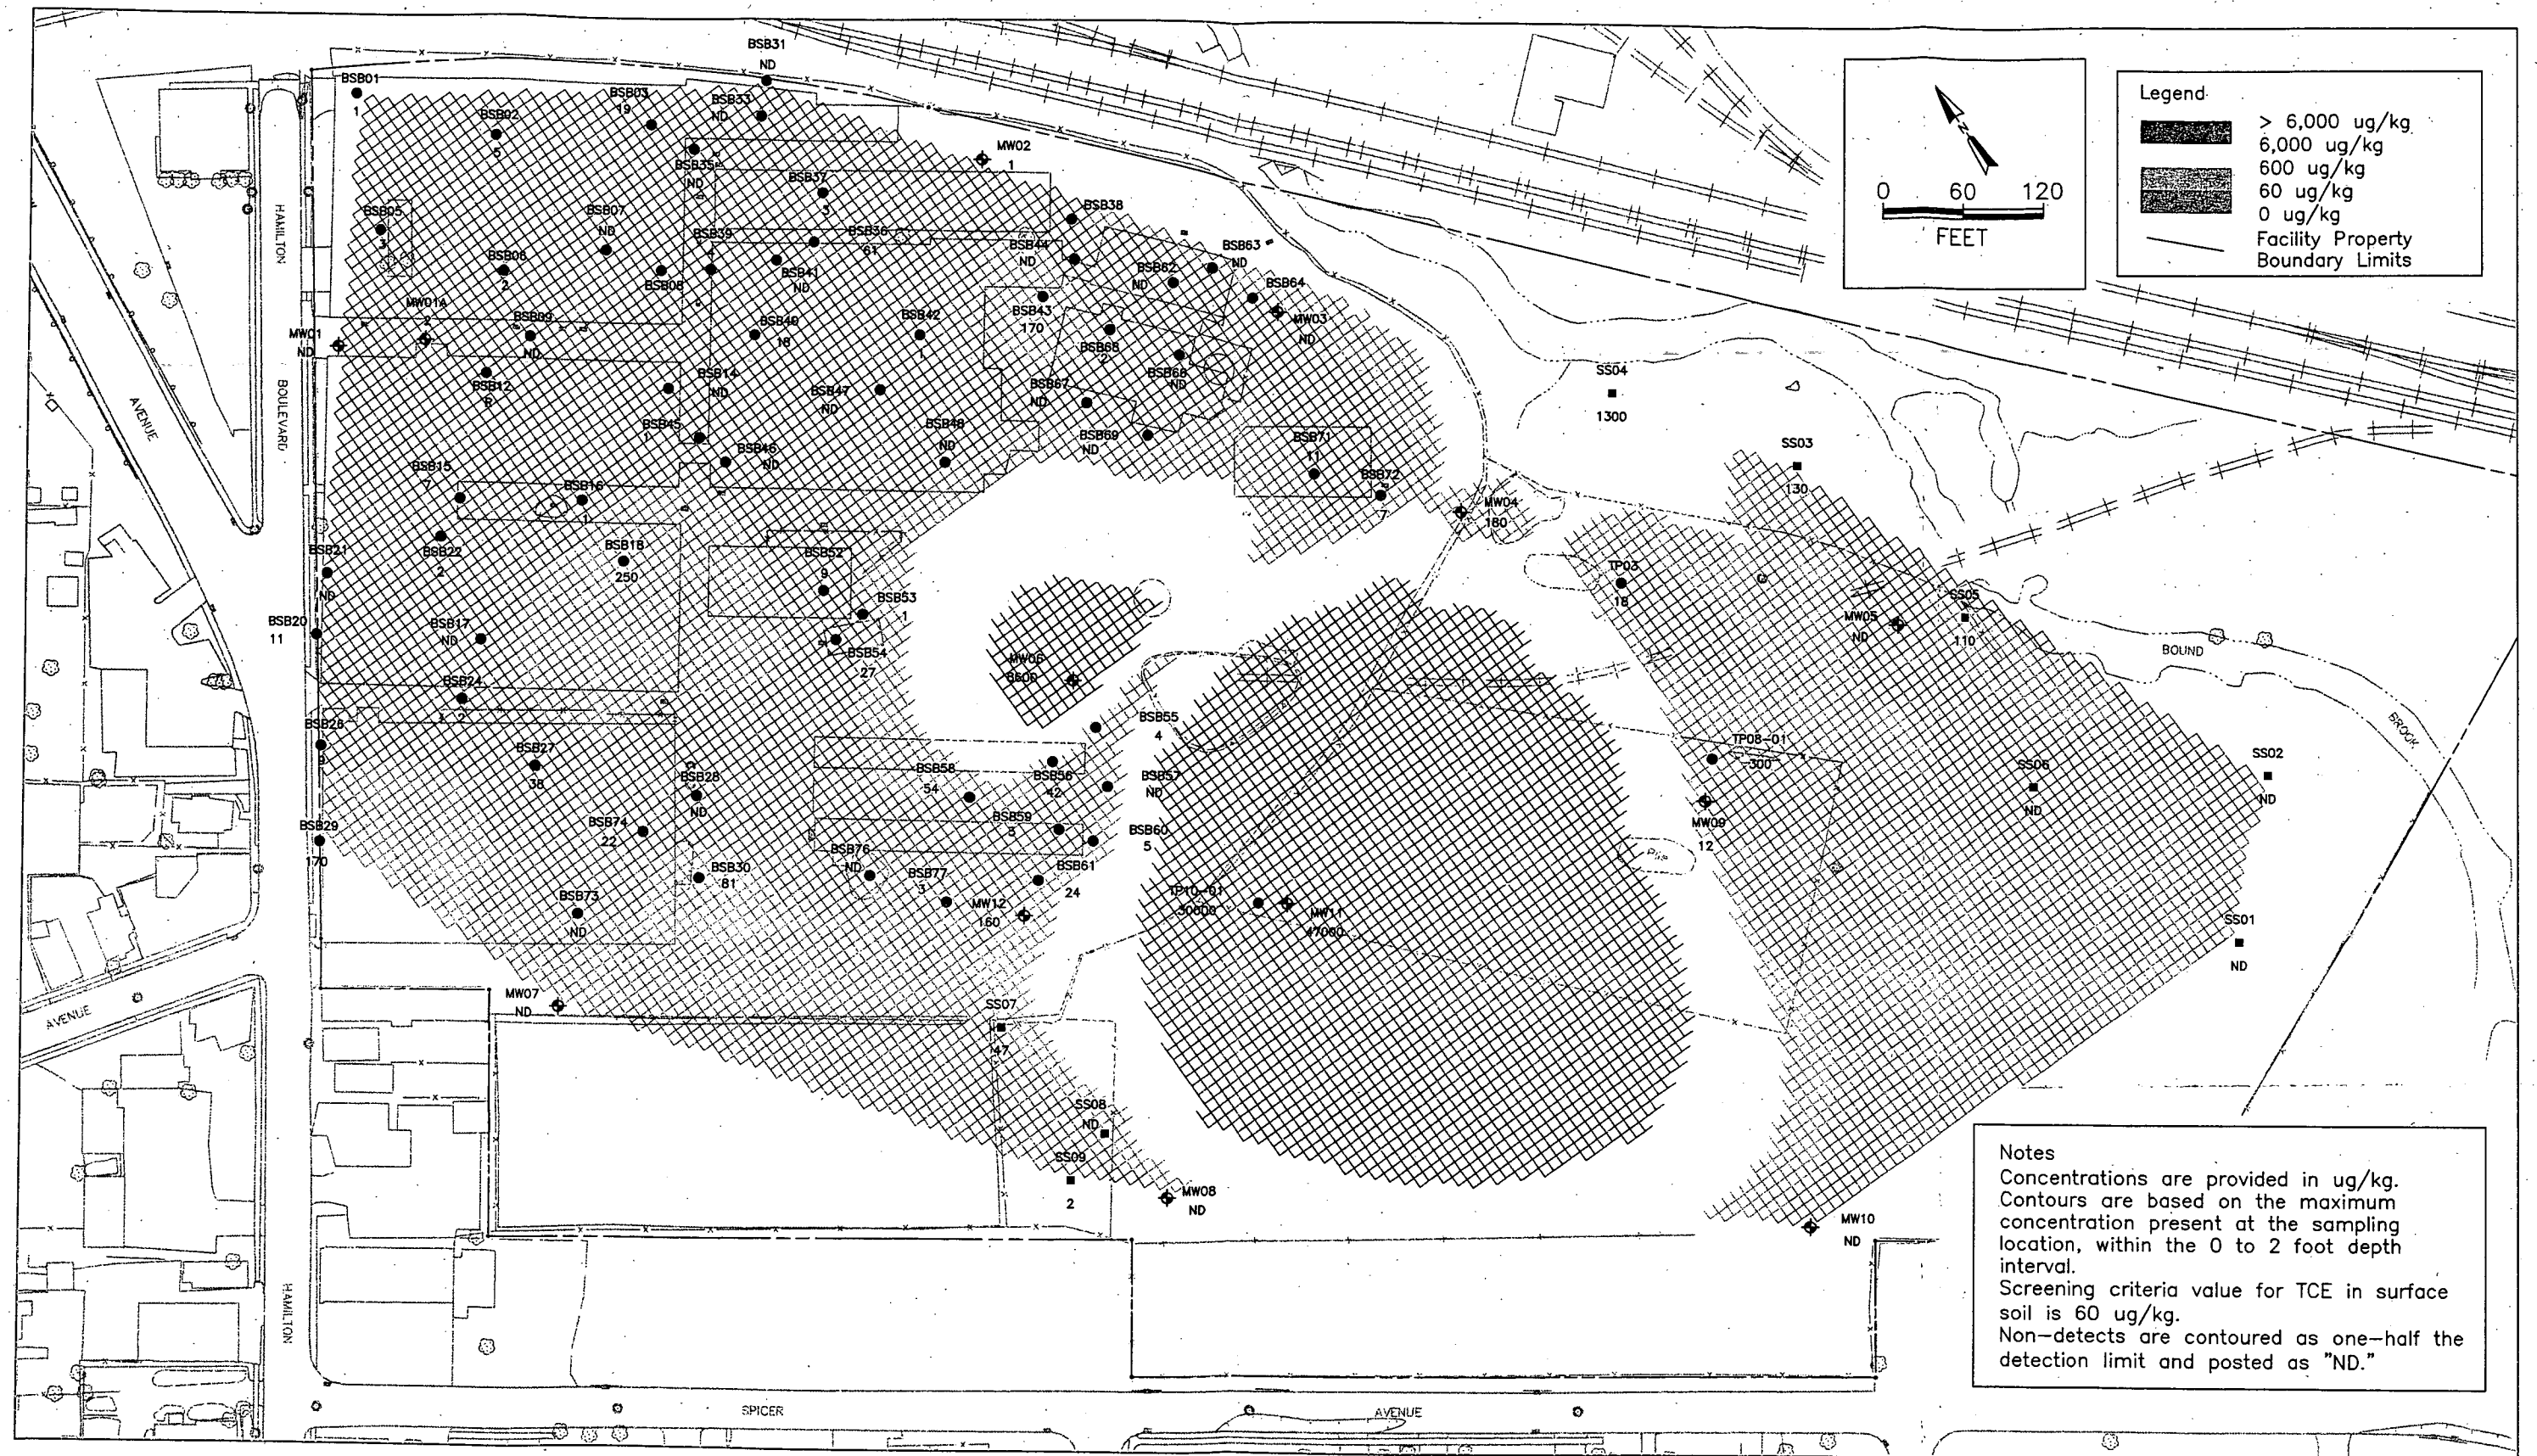 BSB31
ND
BSB01
1
BSB02
5
BSB03
19
BSB33
ND
BSB35
ND
MW02
1
BSB37
3
BSB05
3
BSB07
ND
BSB39
4
BSB36
61
BSB38
BSB44
ND
BSB63
ND
BSB06
2
BSB08
BSB41
ND
BSB62
ND
BSB64
MW01A
2
MW01
ND
BSB09
ND
BSB40
18
BSB42
1
BSB43
170
BSB68
2
MW03
ND
BSB12
R
BSB14
ND
BSB47
ND
BSB67
ND
BSB66
ND
BSB45
1
BSB46
ND
BSB48
ND
BSB69
ND
BSB71
11
BSB72
7
MW04
180
SS04
1300
SS03
130
BSB15
7
BSB16
1
BSB21
ND
BSB22
2
BSB18
250
BSB52
9
BSB53
1
BSB54
27
BSB20
11
BSB17
ND
MW06
8600
TP03
18
MW05
ND
SS05
110
BOUND
BROOK
BSB24
2
BSB26
9
BSB27
38
BSB28
ND
BSB55
4
BSB58
54
BSB56
42
BSB57
ND
TP08-01
300
SS06
ND
SS02
ND
BSB29
170
BSB74
22
BSB59
5
BSB60
5
MW09
12
BSB76
ND
BSB30
81
BSB77
3
BSB61
24
BSB73
ND
MW12
160
TP10-01
30000
MW11
47000
SS01
ND
MW07
ND
SS07
47
SS08
ND
SS09
2
MW08
ND
MW10
ND
HAMILTON
BOULEVARD
AVENUE
AVENUE
HAMILTON
SPICER
AVENUE
Pile
N
0 60 120
FEET
Legend
> 6,000 ug/kg
6,000 ug/kg
600 ug/kg
60 ug/kg
0 ug/kg
Facility Property
Boundary Limits
Notes
Concentrations are provided in ug/kg.
Contours are based on the maximum
concentration present at the sampling
location, within the 0 to 2 foot depth
interval.
Screening criteria value for TCE in surface
soil is 60 ug/kg.
Non-detects are contoured as one-half the
detection limit and posted as "ND."